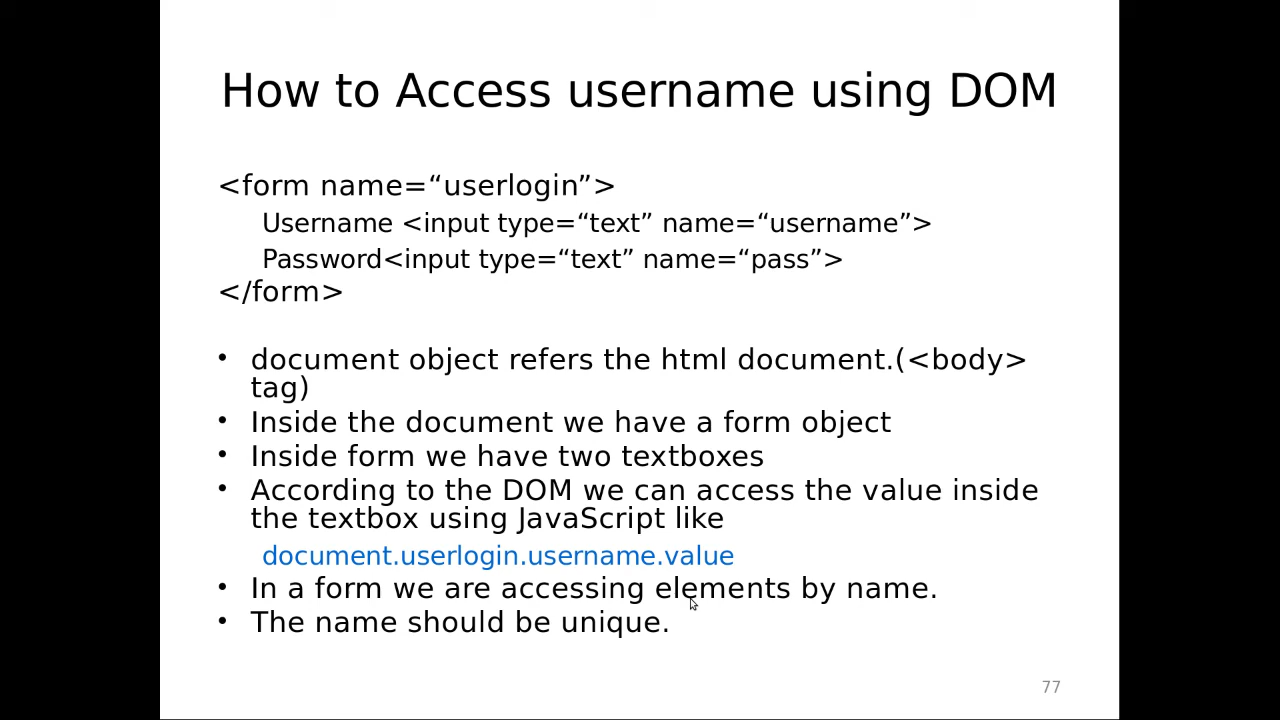 How to Access username using DOM
<form name=“userlogin”>
Username <input type=“text” name=“username”>
Password<input type=“text” name=“pass”>
</form>
• document object refers the html document.(<body>
tag)
• Inside the document we have a form object
• Inside form we have two textboxes
• According to the DOM we can access the value inside
the textbox using JavaScript like
document.userlogin.username.value
• In a form we are accessing elements by name.
• The name should be unique.
77